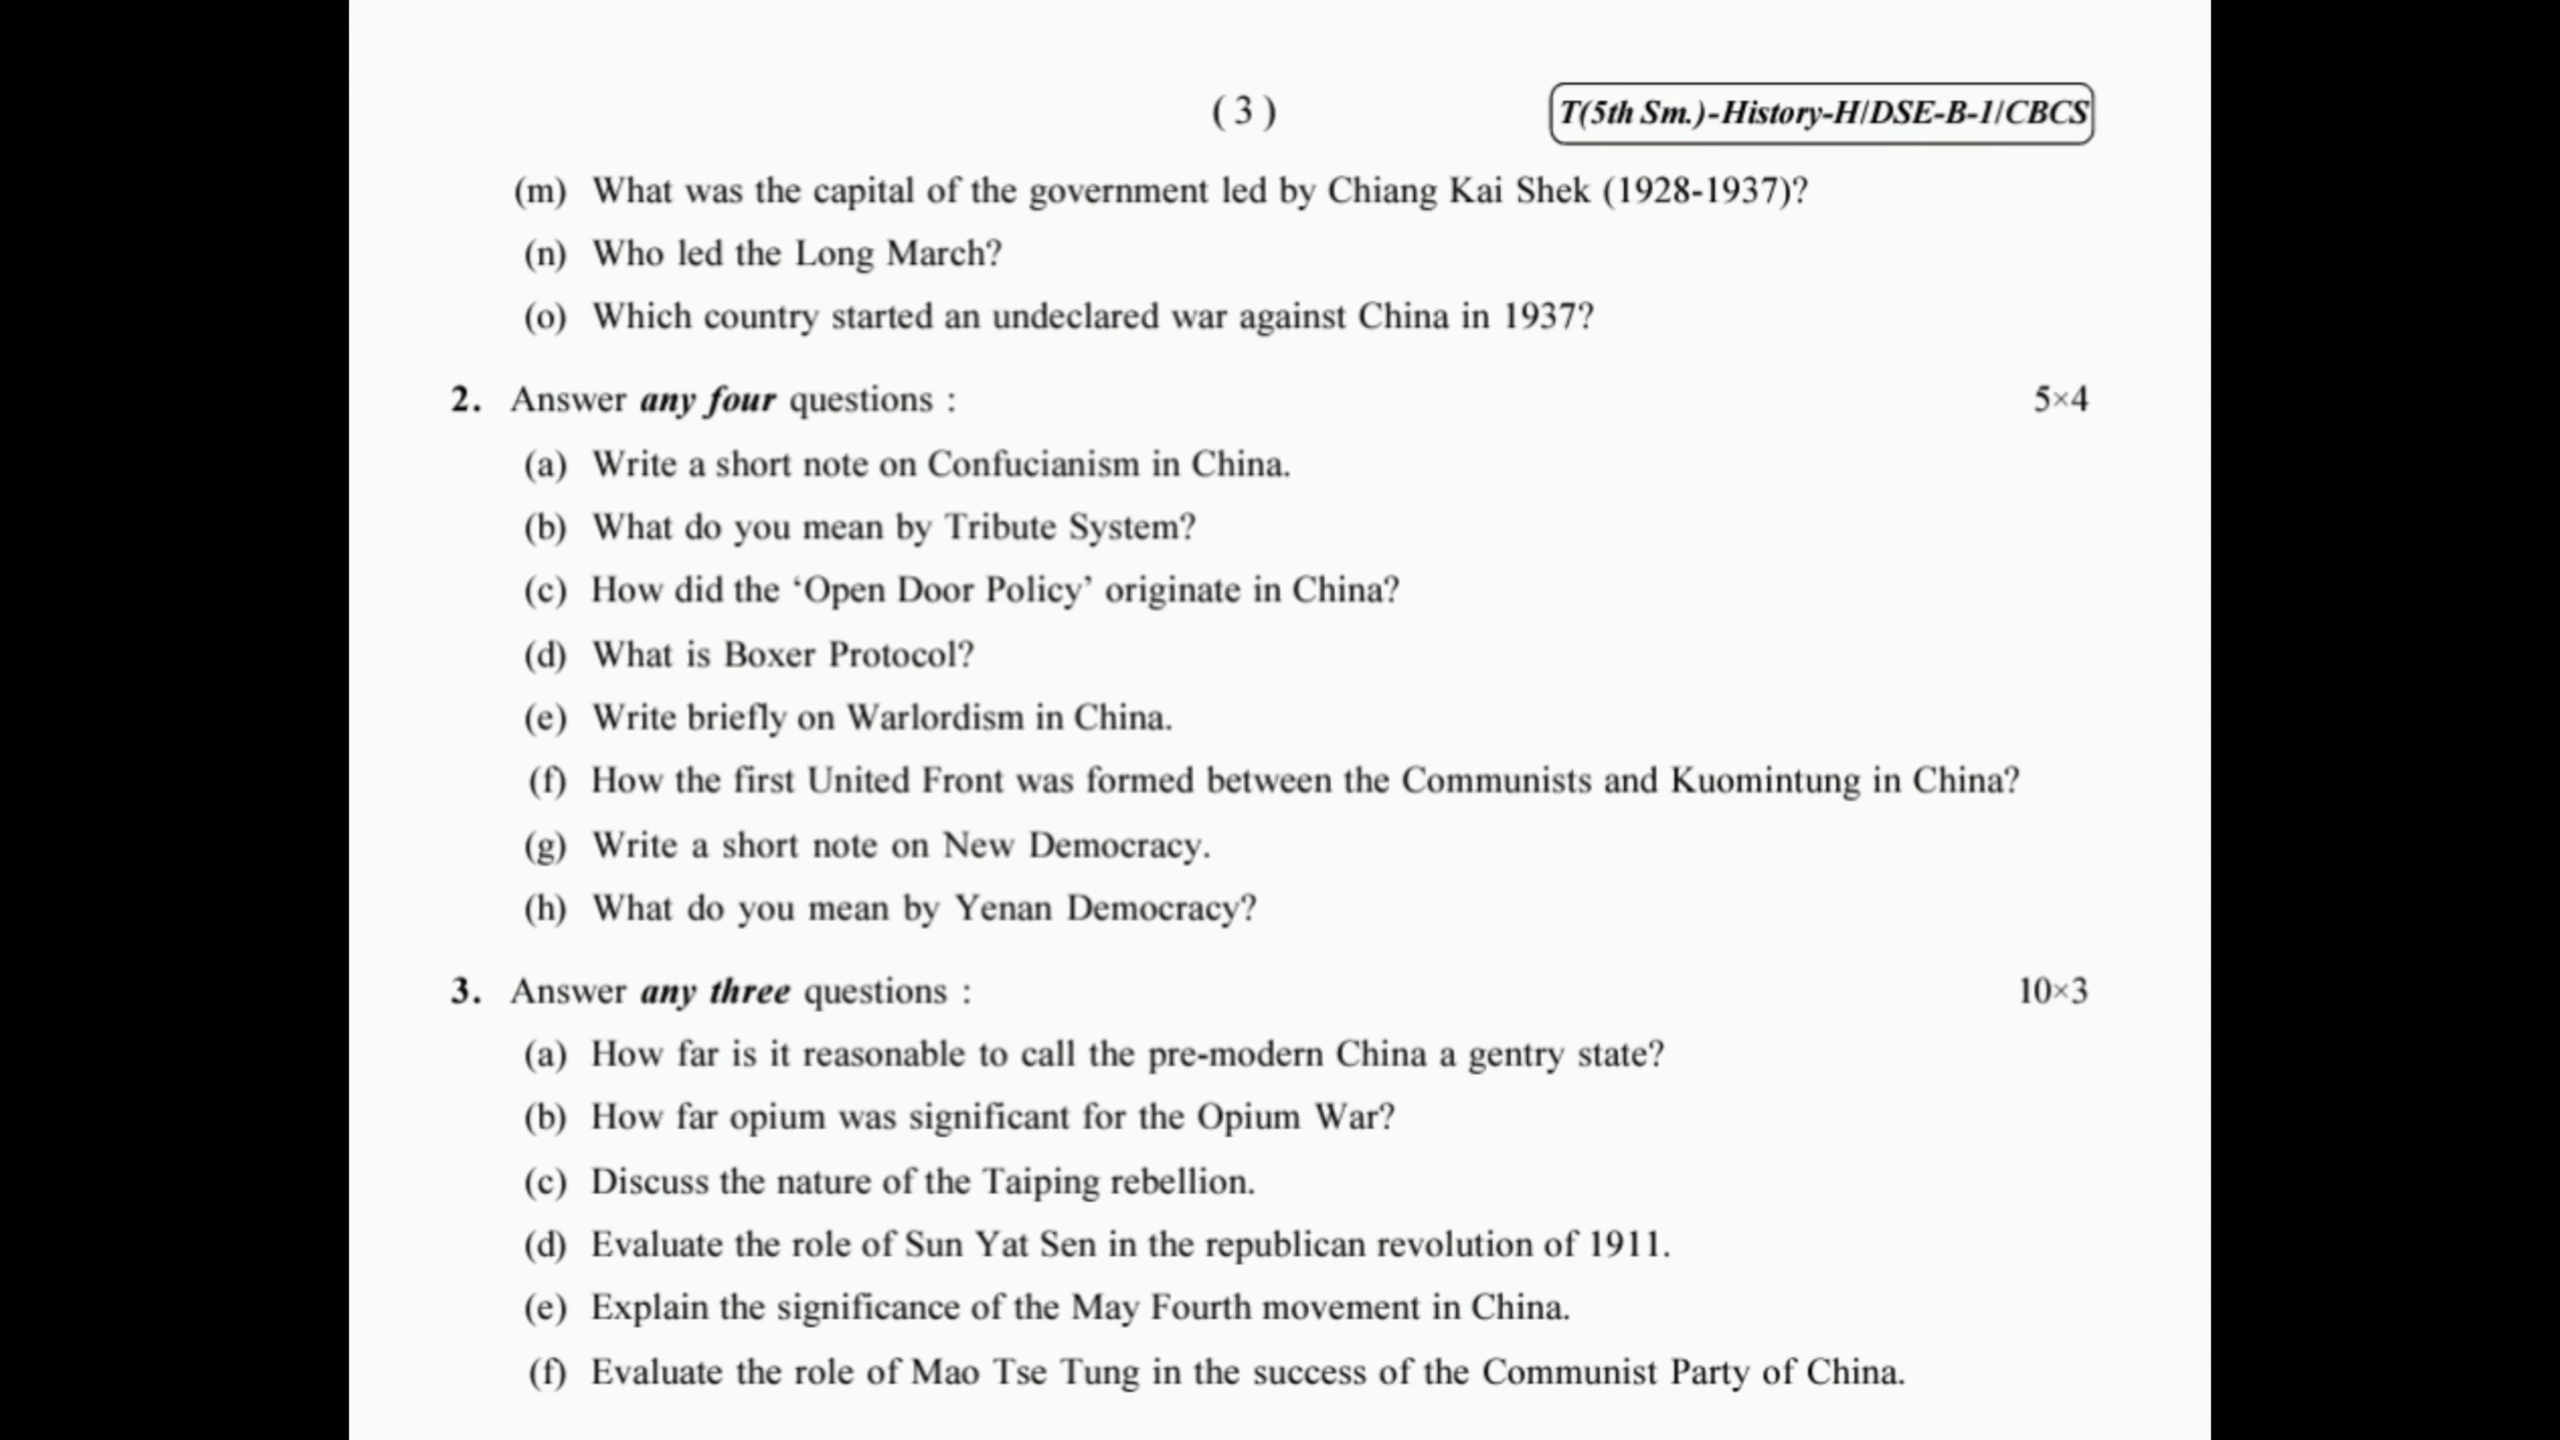 ( 3 )
T(5th Sm.)-History-H/DSE-B-1/CBCS
(m) What was the capital of the government led by Chiang Kai Shek (1928-1937)?
(n) Who led the Long March?
(o) Which country started an undeclared war against China in 1937?
2. Answer any four questions : 5×4
(a) Write a short note on Confucianism in China.
(b) What do you mean by Tribute System?
(c) How did the ‘Open Door Policy’ originate in China?
(d) What is Boxer Protocol?
(e) Write briefly on Warlordism in China.
(f) How the first United Front was formed between the Communists and Kuomintung in China?
(g) Write a short note on New Democracy.
(h) What do you mean by Yenan Democracy?
3. Answer any three questions : 10×3
(a) How far is it reasonable to call the pre-modern China a gentry state?
(b) How far opium was significant for the Opium War?
(c) Discuss the nature of the Taiping rebellion.
(d) Evaluate the role of Sun Yat Sen in the republican revolution of 1911.
(e) Explain the significance of the May Fourth movement in China.
(f) Evaluate the role of Mao Tse Tung in the success of the Communist Party of China.